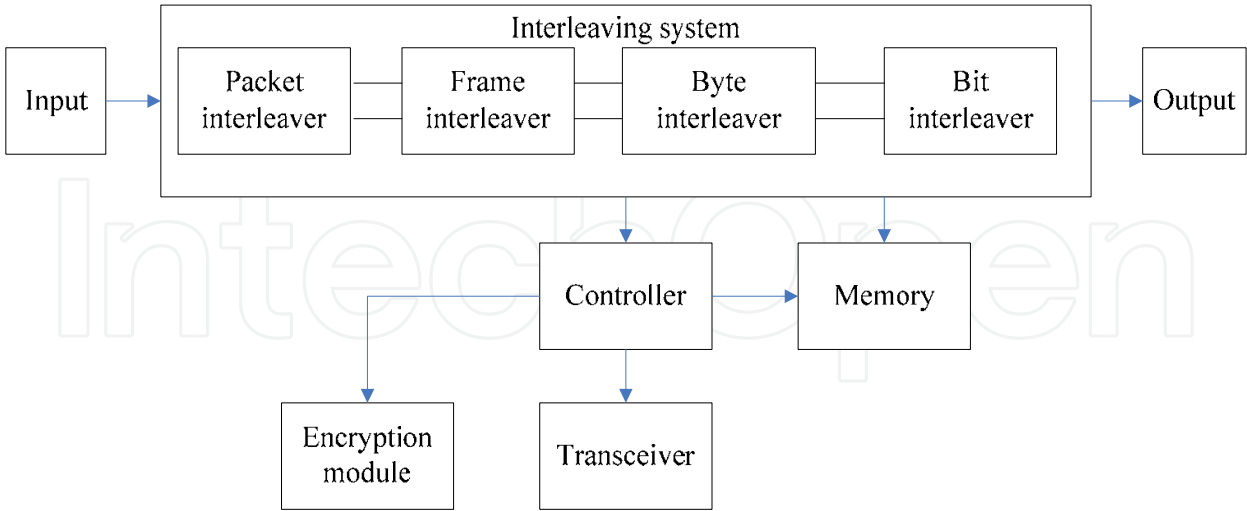 Interleaving system
Input
Packet
interleaver
Frame
interleaver
Byte
interleaver
Bit
interleaver
Output
Controller
Memory
Encryption
module
Transceiver
IntechOpen